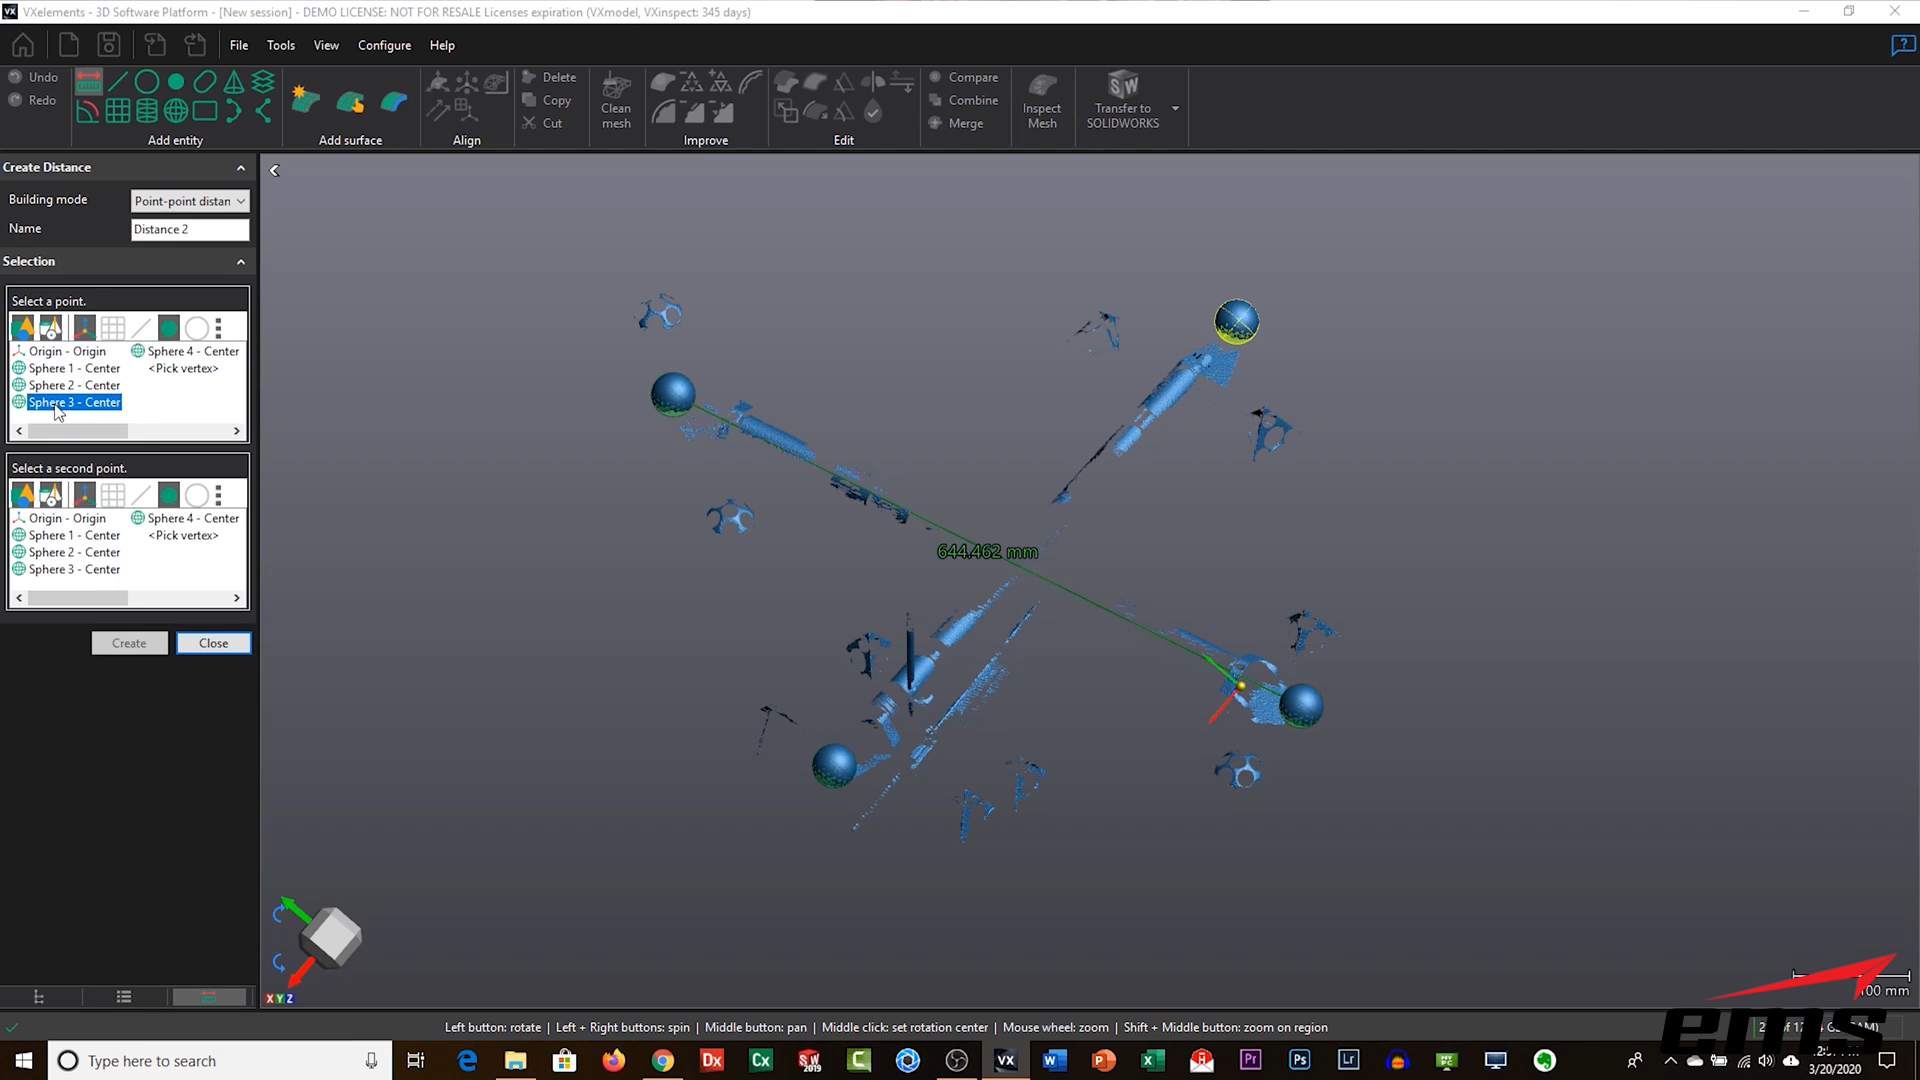 VXelements - 3D Software Platform - [New session] - DEMO LICENSE: NOT FOR RESALE Licenses expiration (VXmodel, VXinspect: 345 days)
File Tools View Configure Help
Undo
Redo
Add entity
Add surface
Align
Delete
Copy
Cut
Clean mesh
Improve
Edit
Compare
Combine
Merge
Inspect Mesh
Transfer to SOLIDWORKS
Create Distance
Building mode Point-point distan
Name Distance 2
Selection
Select a point.
Origin - Origin Sphere 4 - Center
Sphere 1 - Center <Pick vertex>
Sphere 2 - Center
Sphere 3 - Center
Select a second point.
Origin - Origin Sphere 4 - Center
Sphere 1 - Center <Pick vertex>
Sphere 2 - Center
Sphere 3 - Center
Create Close
644.462 mm
XYZ
100 mm
ems
Left button: rotate | Left + Right buttons: spin | Middle button: pan | Middle click: set rotation center | Mouse wheel: zoom | Shift + Middle button: zoom on region
Type here to search
3/20/2020